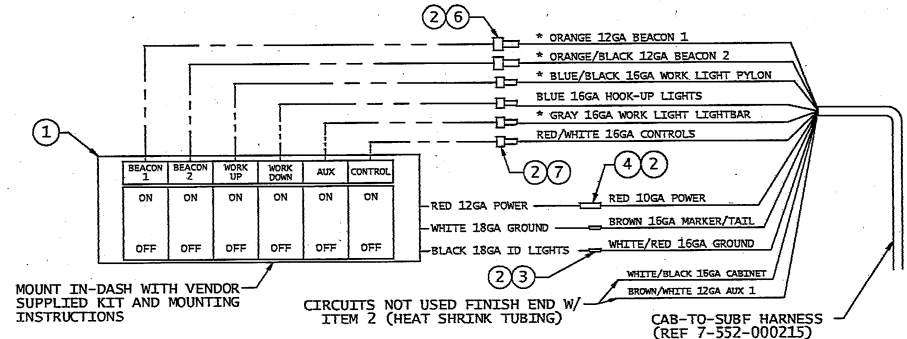 2 6
* ORANGE 12GA BEACON 1
* ORANGE/BLACK 12GA BEACON 2
* BLUE/BLACK 16GA WORK LIGHT PYLON
BLUE 16GA HOOK-UP LIGHTS
* GRAY 16GA WORK LIGHT LIGHTBAR
RED/WHITE 16GA CONTROLS
1
2 7
4 2
BEACON 1
BEACON 2
WORK UP
WORK DOWN
AUX
CONTROL
ON ON ON ON ON ON
OFF OFF OFF OFF OFF OFF
RED 12GA POWER
RED 10GA POWER
WHITE 18GA GROUND
BROWN 16GA MARKER/TAIL
BLACK 18GA ID LIGHTS
WHITE/RED 16GA GROUND
2 3
WHITE/BLACK 16GA CABINET
BROWN/WHITE 12GA AUX 1
MOUNT IN-DASH WITH VENDOR
SUPPLIED KIT AND MOUNTING
INSTRUCTIONS
CIRCUITS NOT USED FINISH END W/
ITEM 2 (HEAT SHRINK TUBING)
CAB-TO-SUBF HARNESS
(REF 7-552-000215)